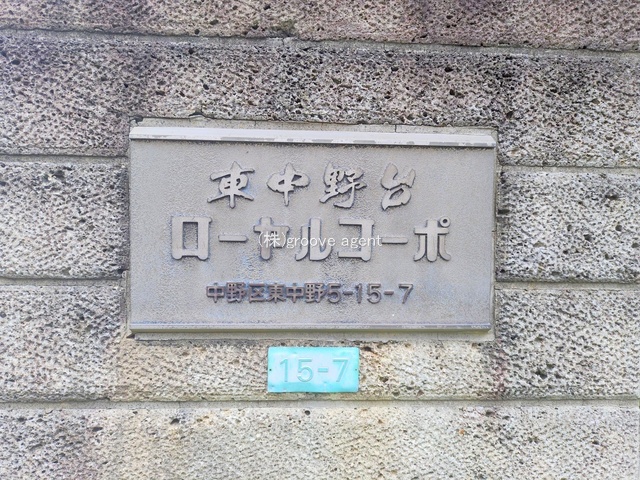 東中野台
ローヤルコーポ
(株)groove agent
中野区東中野5-15-7
15-7